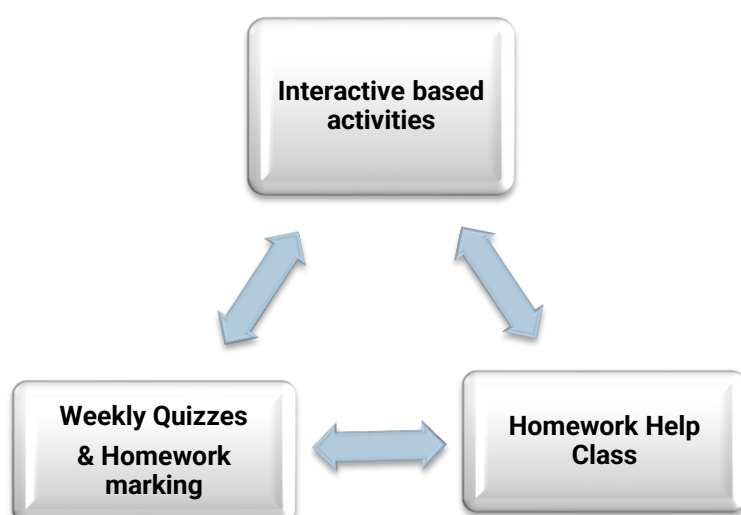 Interactive based
activities
Weekly Quizzes
& Homework
marking
Homework Help
Class